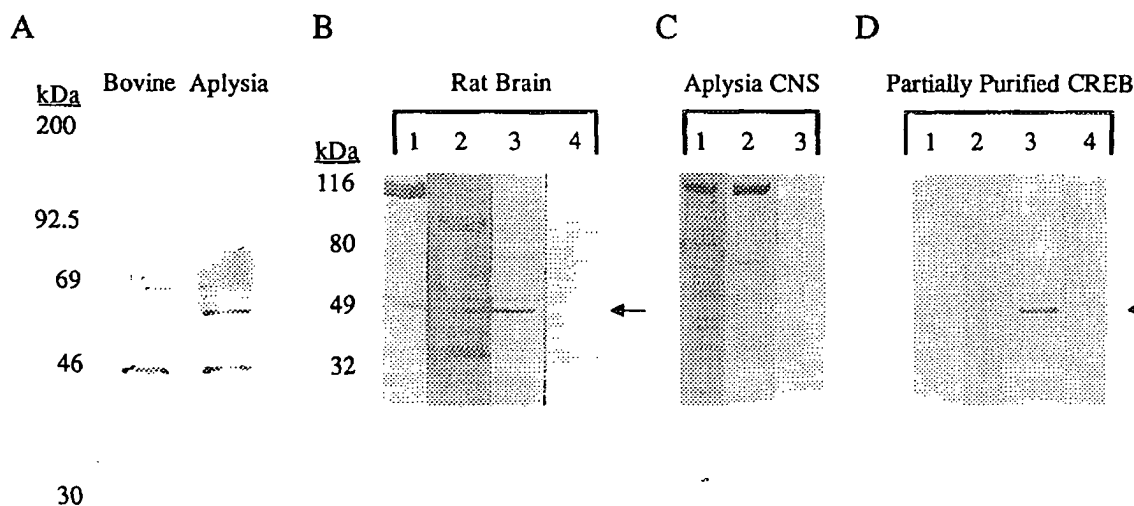 A
kDa
Bovine Aplysia
200
92.5
69
46
30
B
Rat Brain
1 2 3 4
kDa
116
80
49
32
C
Aplysia CNS
1 2 3
D
Partially Purified CREB
1 2 3 4